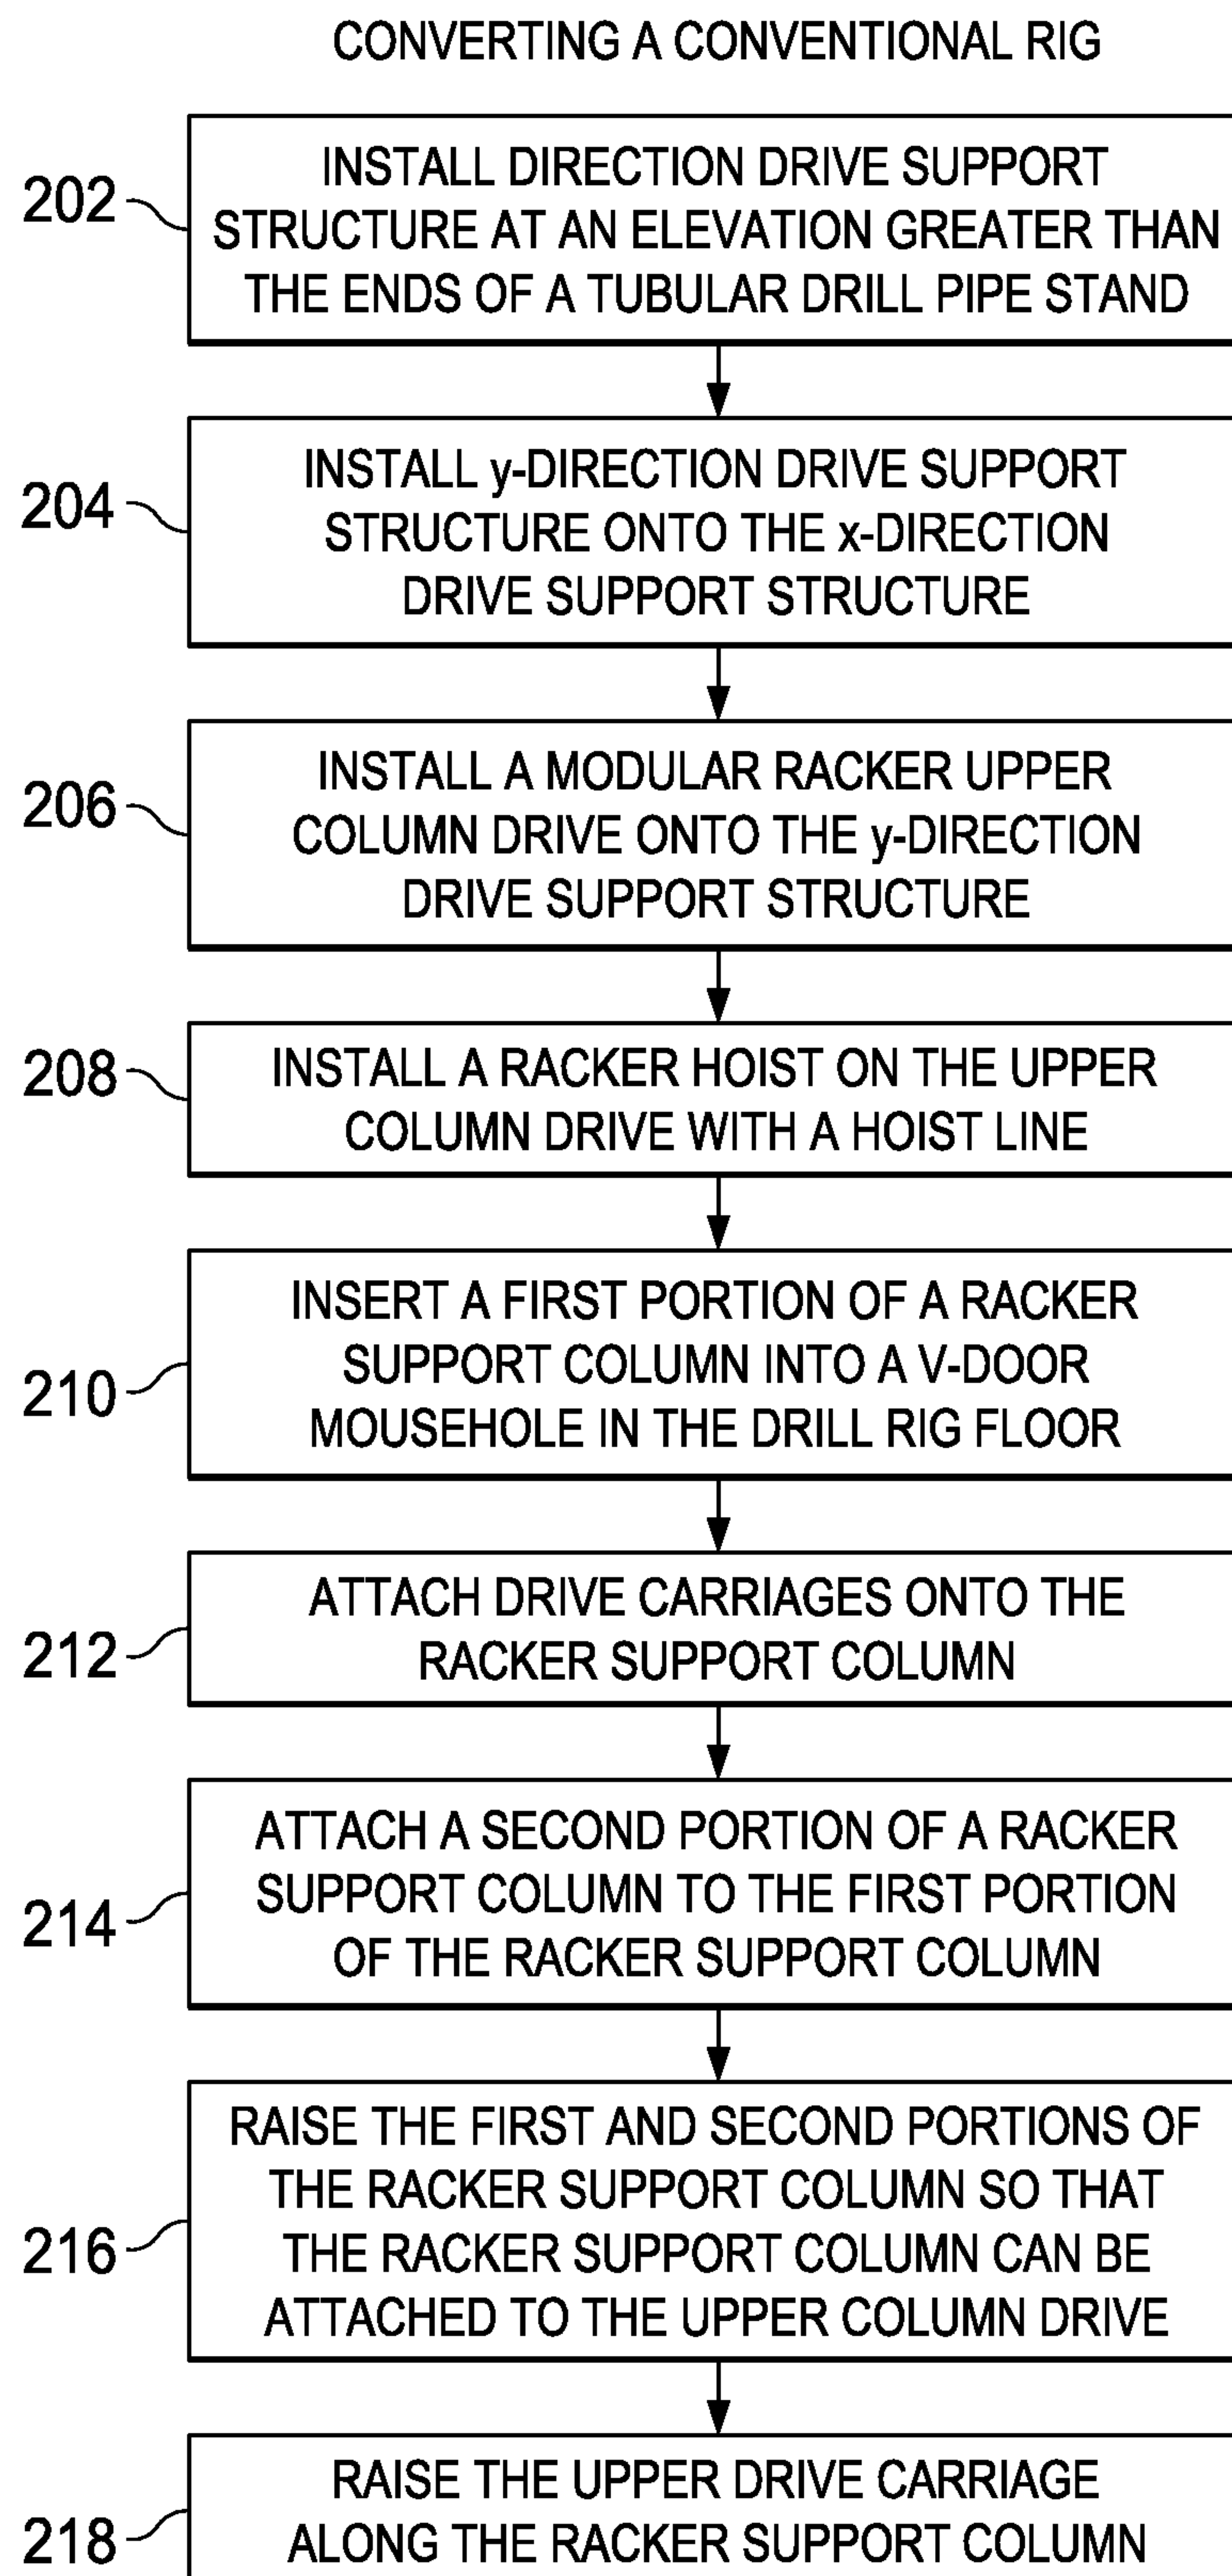 CONVERTING A CONVENTIONAL RIG
202
INSTALL DIRECTION DRIVE SUPPORT
STRUCTURE AT AN ELEVATION GREATER THAN
THE ENDS OF A TUBULAR DRILL PIPE STAND
204
INSTALL y-DIRECTION DRIVE SUPPORT
STRUCTURE ONTO THE x-DIRECTION
DRIVE SUPPORT STRUCTURE
206
INSTALL A MODULAR RACKER UPPER
COLUMN DRIVE ONTO THE y-DIRECTION
DRIVE SUPPORT STRUCTURE
208
INSTALL A RACKER HOIST ON THE UPPER
COLUMN DRIVE WITH A HOIST LINE
210
INSERT A FIRST PORTION OF A RACKER
SUPPORT COLUMN INTO A V-DOOR
MOUSEHOLE IN THE DRILL RIG FLOOR
212
ATTACH DRIVE CARRIAGES ONTO THE
RACKER SUPPORT COLUMN
214
ATTACH A SECOND PORTION OF A RACKER
SUPPORT COLUMN TO THE FIRST PORTION
OF THE RACKER SUPPORT COLUMN
216
RAISE THE FIRST AND SECOND PORTIONS OF
THE RACKER SUPPORT COLUMN SO THAT
THE RACKER SUPPORT COLUMN CAN BE
ATTACHED TO THE UPPER COLUMN DRIVE
218
RAISE THE UPPER DRIVE CARRIAGE
ALONG THE RACKER SUPPORT COLUMN